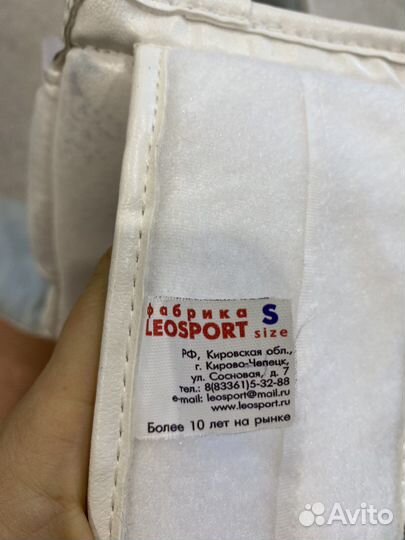 фабрика S
LEOSPORT size
РФ, Кировская обл.,
г. Кирово-Чепецк,
ул. Сосновая, д. 7
тел.: 8(83361)5-32-88
e-mail: leosport@mail.ru
www.leosport.ru
Более 10 лет на рынке
Avito